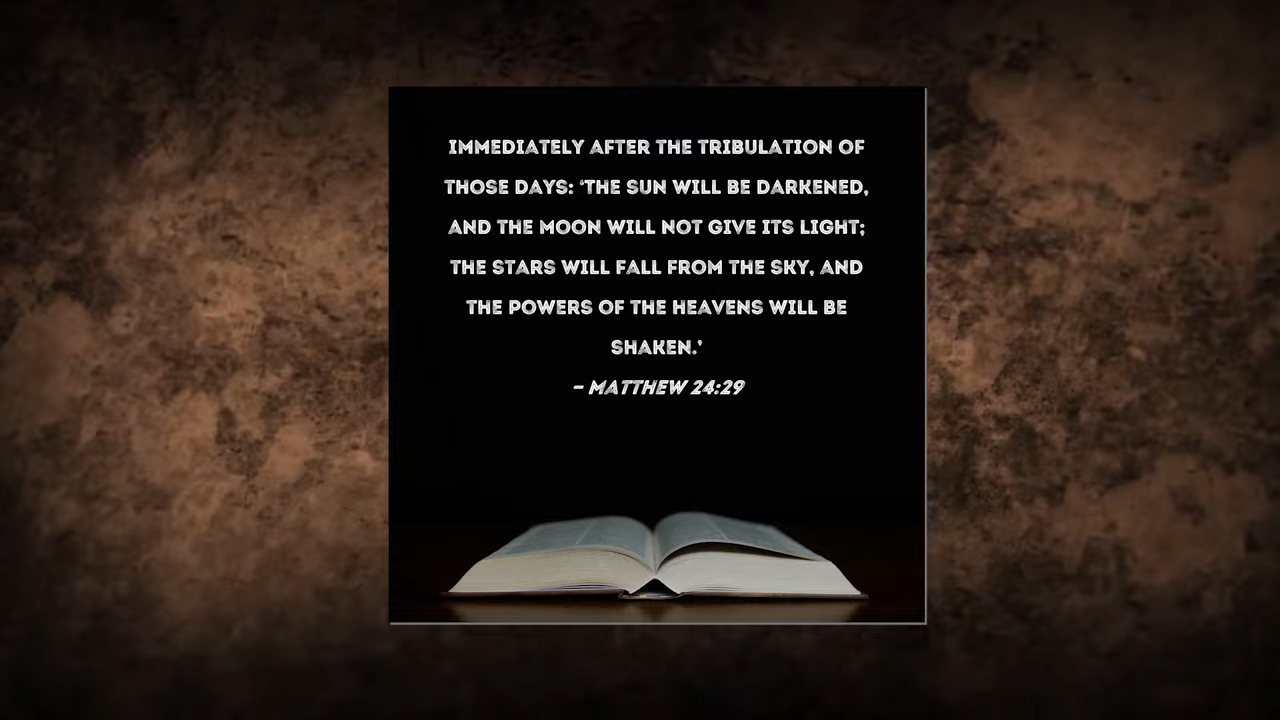 IMMEDIATELY AFTER THE TRIBULATION OF
THOSE DAYS: ‘THE SUN WILL BE DARKENED,
AND THE MOON WILL NOT GIVE ITS LIGHT;
THE STARS WILL FALL FROM THE SKY, AND
THE POWERS OF THE HEAVENS WILL BE
SHAKEN.’
– MATTHEW 24:29